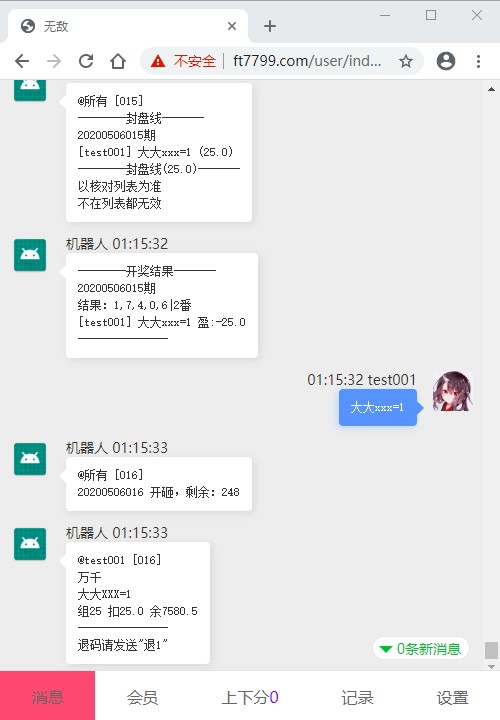 无敌
不安全 ft7799.com/user/ind...
@所有 [015]
————封盘线————
20200506015期
[test001] 大大xxx=1 (25.0)
————封盘线(25.0)————
以核对列表为准
不在列表都无效
机器人 01:15:32
————开奖结果————
20200506015期
结果: 1,7,4,0,6|2番
[test001] 大大xxx=1 盈:-25.0
———————
01:15:32 test001
大大xxx=1
机器人 01:15:33
@所有 [016]
20200506016 开砸，剩余: 248
机器人 01:15:33
@test001 [016]
万千
大大XXX=1
组25 扣25.0 余7580.5
———————
退码请发送"退1"
0条新消息
消息 会员 上下分0 记录 设置